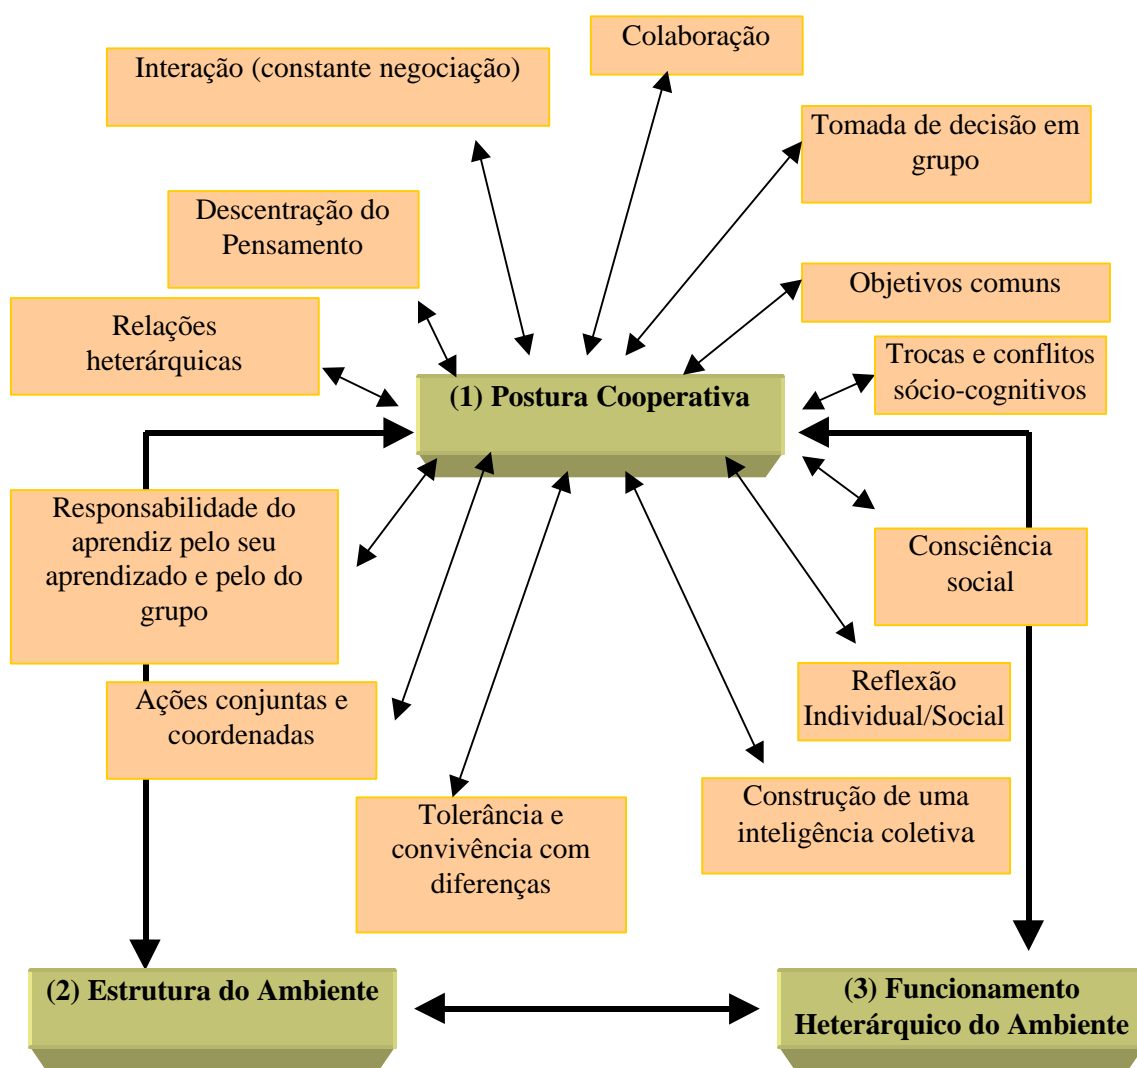 Colaboração
Interação (constante negociação)
Tomada de decisão em
grupo
Descentração do
Pensamento
Objetivos comuns
Relações
heterárquicas
Trocas e conflitos
sócio-cognitivos
(1) Postura Cooperativa
Responsabilidade do
aprendiz pelo seu
aprendizado e pelo do
grupo
Consciência
social
Ações conjuntas e
coordenadas
Reflexão
Individual/Social
Tolerância e
convivência com
diferenças
Construção de uma
inteligência coletiva
(2) Estrutura do Ambiente
(3) Funcionamento
Heterárquico do Ambiente